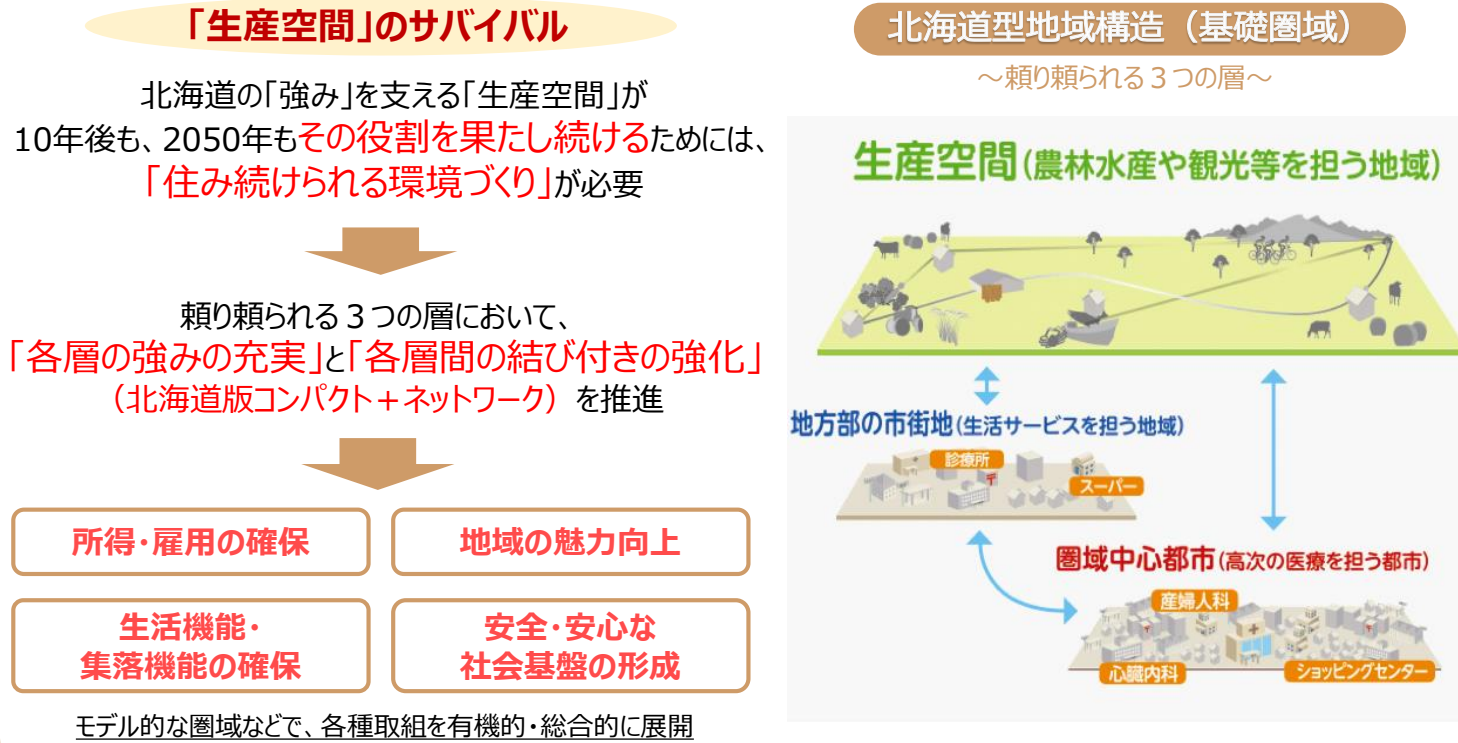 「生産空間」のサバイバル
北海道の「強み」を支える「生産空間」が
10年後も、2050年もその役割を果たし続けるためには、
「住み続けられる環境づくり」が必要
頼り頼られる３つの層において、
「各層の強みの充実」と「各層間の結び付きの強化」
（北海道版コンパクト＋ネットワーク）を推進
所得・雇用の確保
地域の魅力向上
生活機能・
集落機能の確保
安全・安心な
社会基盤の形成
モデル的な圏域などで、各種取組を有機的・総合的に展開
北海道型地域構造（基礎圏域）
～頼り頼られる３つの層～
生産空間(農林水産や観光等を担う地域)
地方部の市街地(生活サービスを担う地域)
診療所
〒
スーパー
圏域中心都市(高次の医療を担う都市)
産婦人科
〒
〒
心臓内科
ショッピングセンター